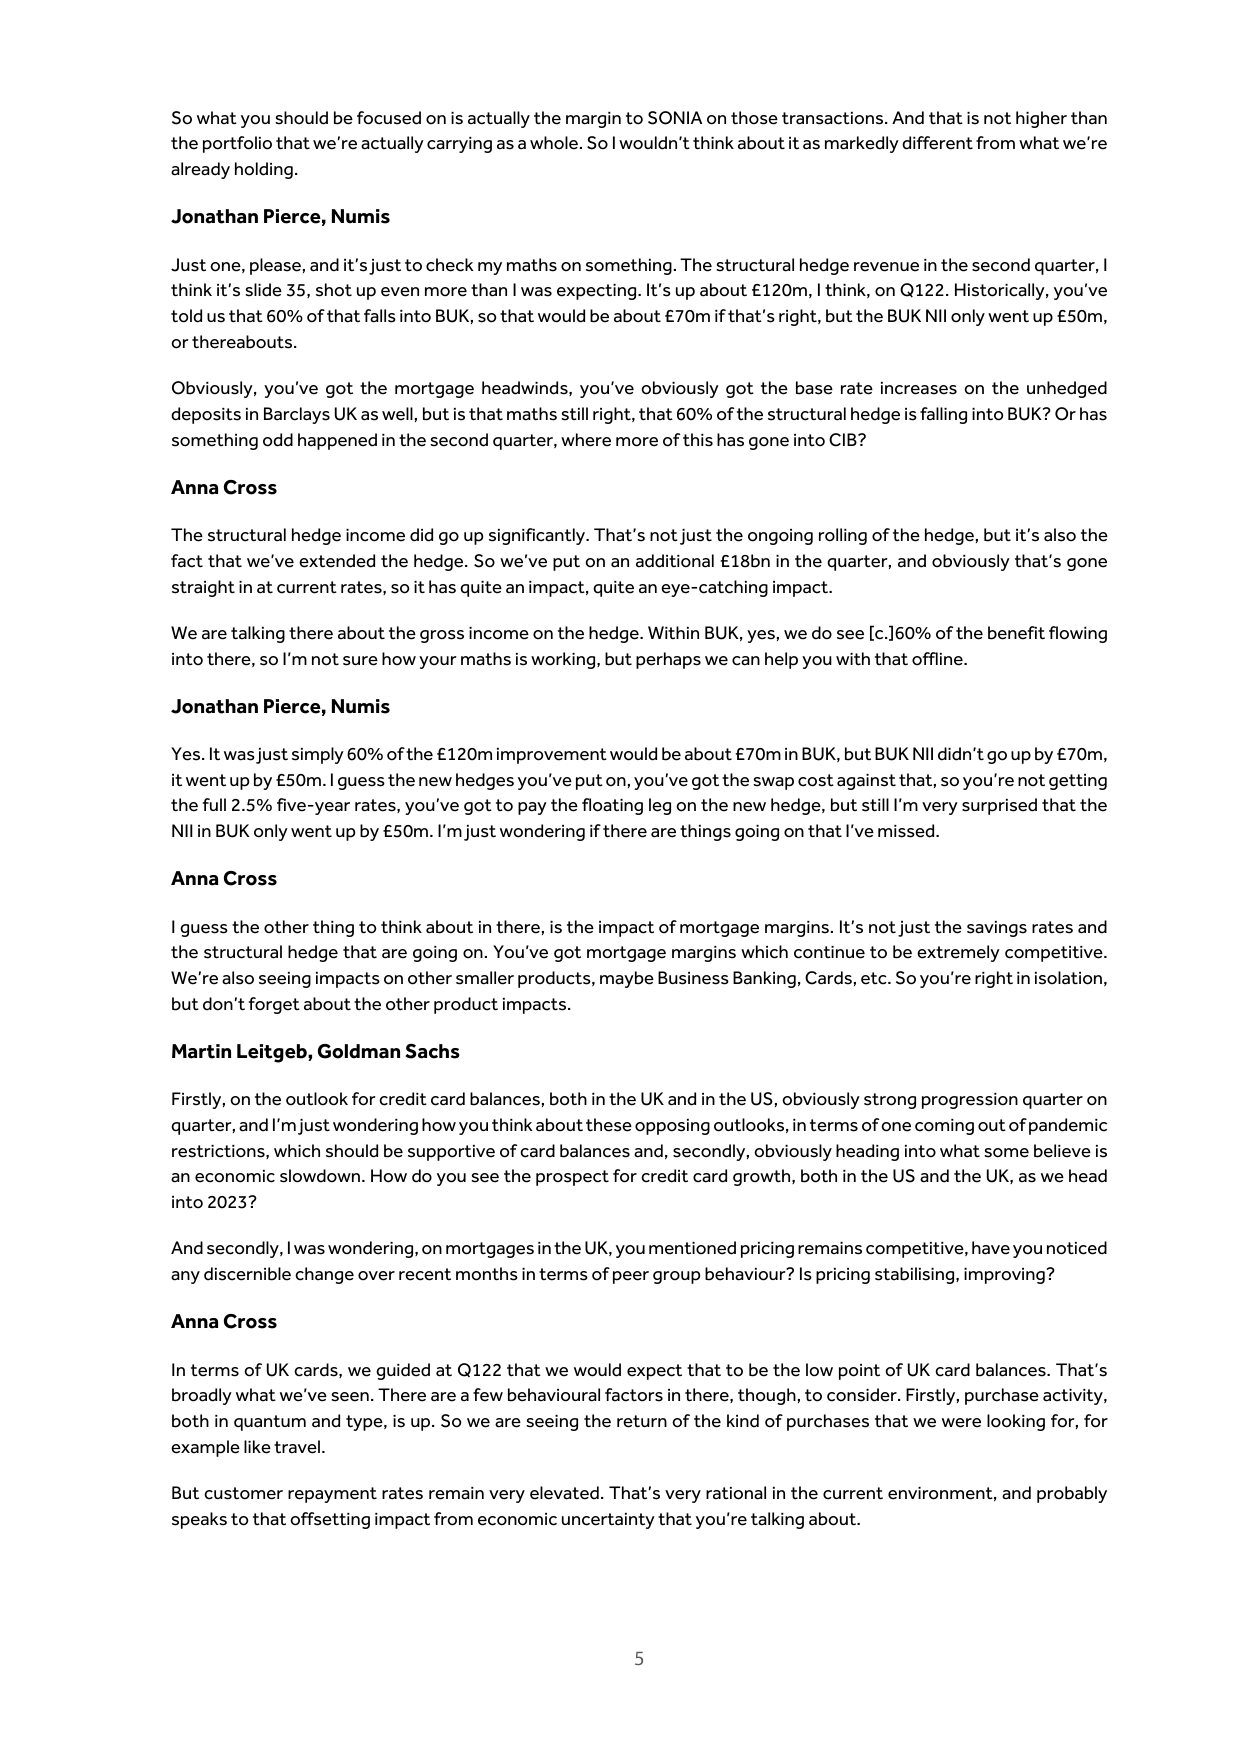 So what you should be focused on is actually the margin to SONIA on those transactions. And that is not higher than
the portfolio that we're actually carrying as a whole. So I wouldn't think about it as markedly different from what we're
already holding.
Jonathan Pierce, Numis
Just one, please, and it's just to check my maths on something. The structural hedge revenue in the second quarter, I
think it's slide 35, shot up even more than I was expecting. It's up about £120m, I think, on Q122. Historically, you've
told us that 60% of that falls into BUK, so that would be about £70m if that's right, but the BUK NII only went up £50m,
or thereabouts.
Obviously, you've got the mortgage headwinds, you've obviously got the base rate increases on the unhedged
deposits in Barclays UK as well, but is that maths still right, that 60% of the structural hedge is falling into BUK? Or has
something odd happened in the second quarter, where more of this has gone into CIB?
Anna Cross
The structural hedge income did go up significantly. That's not just the ongoing rolling of the hedge, but it's also the
fact that we've extended the hedge. So we've put on an additional £18bn in the quarter, and obviously that's gone
straight in at current rates, so it has quite an impact, quite an eye-catching impact.
We are talking there about the gross income on the hedge. Within BUK, yes, we do see [c.]60% of the benefit flowing
into there, so I'm not sure how your maths is working, but perhaps we can help you with that offline.
Jonathan Pierce, Numis
Yes. It was just simply 60% of the £120m improvement would be about £70m in BUK, but BUK NII didn't go up by £70m,
it went up by £50m. I guess the new hedges you've put on, you've got the swap cost against that, so you're not getting
the full 2.5% five-year rates, you've got to pay the floating leg on the new hedge, but still I'm very surprised that the
NII in BUK only went up by £50m. I'm just wondering if there are things going on that I've missed.
Anna Cross
I guess the other thing to think about in there, is the impact of mortgage margins. It's not just the savings rates and
the structural hedge that are going on. You've got mortgage margins which continue to be extremely competitive.
We're also seeing impacts on other smaller products, maybe Business Banking, Cards, etc. So you're right in isolation,
but don't forget about the other product impacts.
Martin Leitgeb, Goldman Sachs
Firstly, on the outlook for credit card balances, both in the UK and in the US, obviously strong progression quarter on
quarter, and I'm just wondering how you think about these opposing outlooks, in terms of one coming out of pandemic
restrictions, which should be supportive of card balances and, secondly, obviously heading into what some believe is
an economic slowdown. How do you see the prospect for credit card growth, both in the US and the UK, as we head
into 2023?
And secondly, I was wondering, on mortgages in the UK, you mentioned pricing remains competitive, have you noticed
any discernible change over recent months in terms of peer group behaviour? Is pricing stabilising, improving?
Anna Cross
In terms of UK cards, we guided at Q122 that we would expect that to be the low point of UK card balances. That's
broadly what we've seen. There are a few behavioural factors in there, though, to consider. Firstly, purchase activity,
both in quantum and type, is up. So we are seeing the return of the kind of purchases that we were looking for, for
example like travel.
But customer repayment rates remain very elevated. That's very rational in the current environment, and probably
speaks to that offsetting impact from economic uncertainty that you're talking about.
5